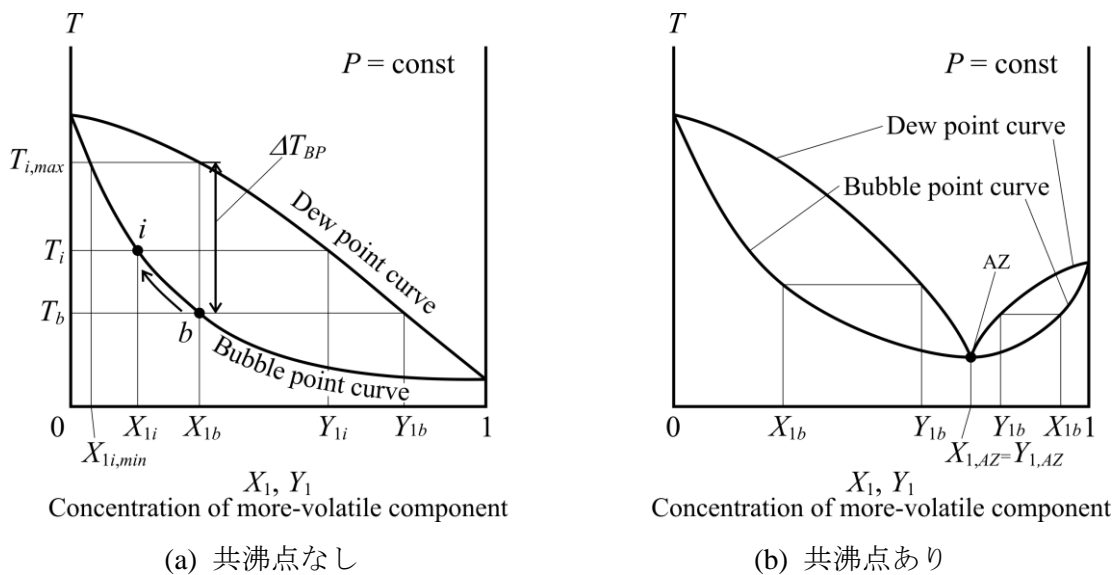 T
P = const
T_{i,max}
ΔT_{BP}
Dew point curve
T_i
i
T_b
b
Bubble point curve
0 X_{1i} X_{1b} Y_{1i} Y_{1b} 1
X_{1i,min}
X_1, Y_1
Concentration of more-volatile component
(a) 共沸点なし
T
P = const
Dew point curve
Bubble point curve
AZ
0 X_{1b} Y_{1b} Y_{1b} X_{1b} 1
X_{1,AZ}=Y_{1,AZ}
X_1, Y_1
Concentration of more-volatile component
(b) 共沸点あり